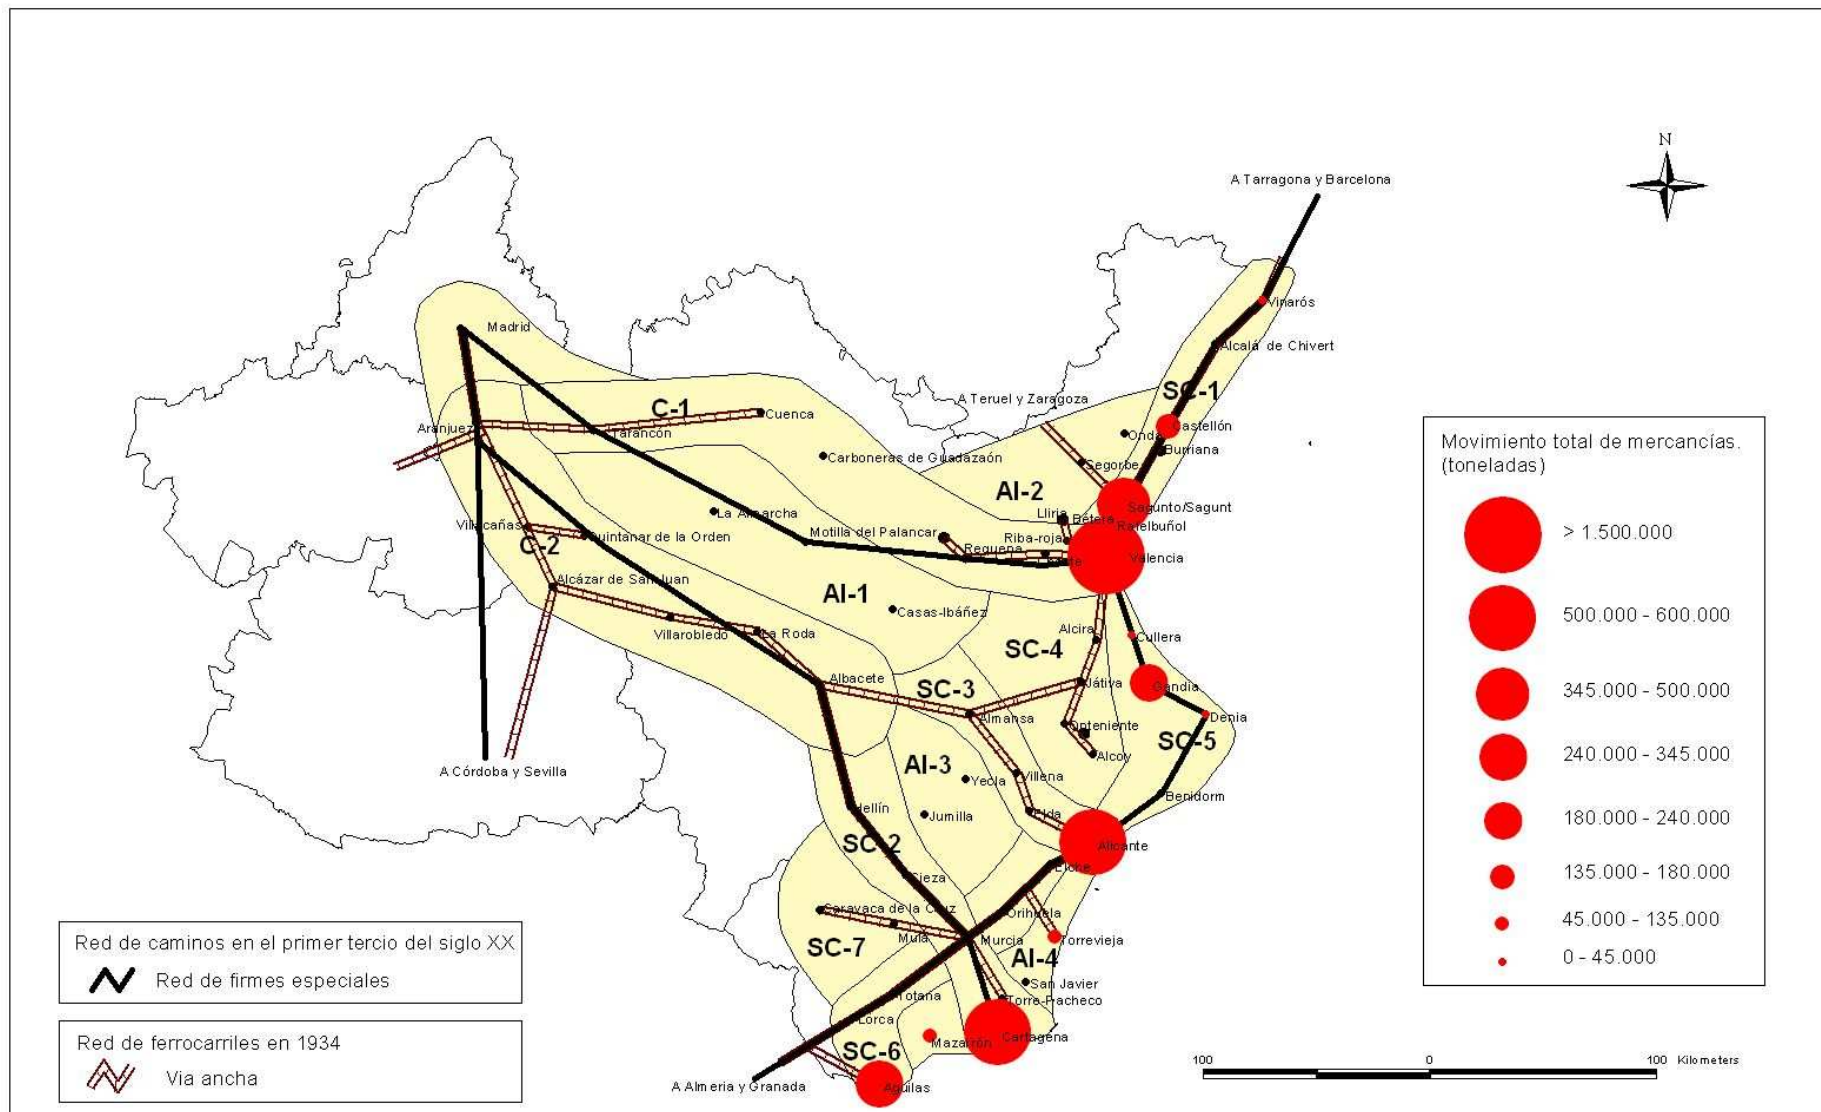 N
A Tarragona y Barcelona
Vinarós
Madrid
Alcalá de Chivert
SC-1
A Teruel y Zaragoza
C-1
Cuenca
Aranjuez
Tarancón
Castellón
Onda
Burriana
Carboneras de Guadazaón
Segorbe
AI-2
Sagunto/Sagunt
La Almarcha
Lliria
Bétera
Rafelbuñol
Villacañas
Quintanar de la Orden
C-2
Motilla del Palancar
Riba-roja
Requena
Valencia
Alcázar de San Juan
AI-1
Casas-Ibáñez
Villarobledo
La Roda
Alcira
Cullera
SC-4
Albacete
SC-3
Játiva
Gandia
Almansa
Onteniente
Denia
SC-5
Alcoy
A Córdoba y Sevilla
AI-3
Yecla
Villena
Benidorm
Hellín
Jumilla
Elda
SC-2
Alicante
Elche
Cieza
Caravaca de la Cruz
Orihuela
Mula
Murcia
Torrevieja
SC-7
AI-4
San Javier
Totana
Torre-Pacheco
Lorca
Mazarrón
Cartagena
SC-6
A Almeria y Granada
Aguilas
Movimiento total de mercancías.
(toneladas)
> 1.500.000
500.000 - 600.000
345.000 - 500.000
240.000 - 345.000
180.000 - 240.000
135.000 - 180.000
45.000 - 135.000
0 - 45.000
Red de caminos en el primer tercio del siglo XX
Red de firmes especiales
Red de ferrocarriles en 1934
Via ancha
100 0 100 Kilometers